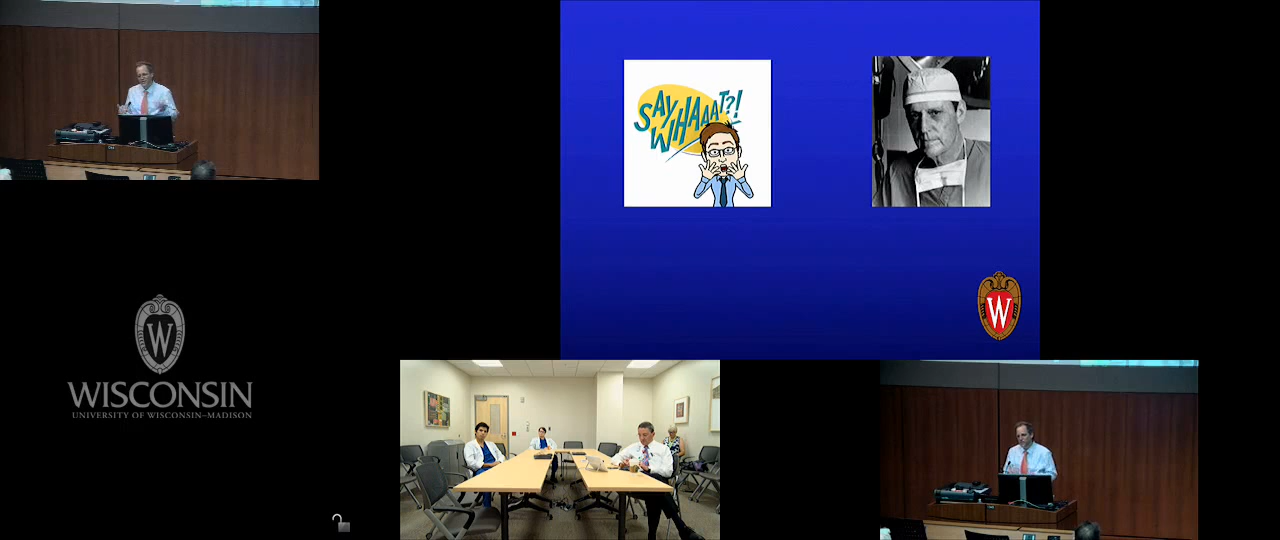 SAY
WHAAAT?!
W
W
WISCONSIN
UNIVERSITY OF WISCONSIN–MADISON